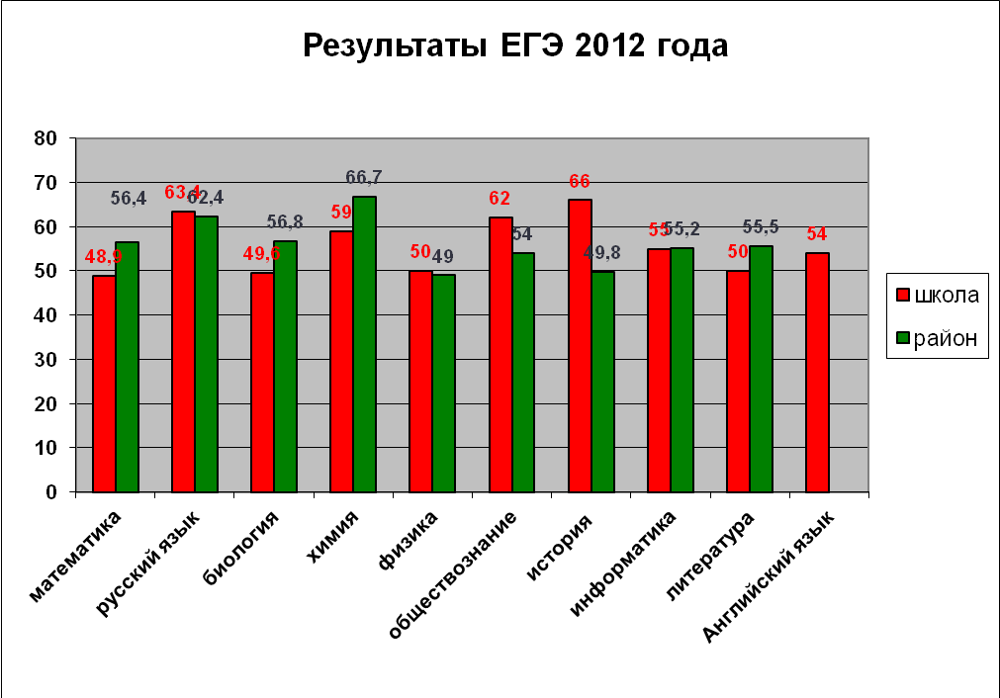 Результаты ЕГЭ 2012 года
80
70
60
50
40
30
20
10
0
48,9
56,4
63,4
62,4
49,6
56,8
59
66,7
50
49
62
54
66
49,8
55
55,2
50
55,5
54
математика
русский язык
биология
химия
физика
обществознание
история
информатика
литература
Английский язык
школа
район